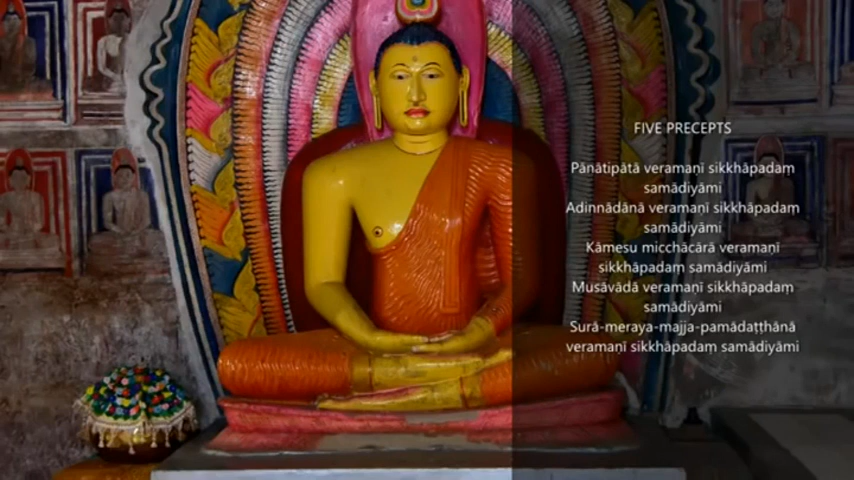 FIVE PRECEPTS
Pānātipātā veramaṇī sikkhāpadaṃ
samādiyāmi
Adinnādānā veramaṇī sikkhāpadaṃ
samādiyāmi
Kāmesu micchācārā veramaṇī
sikkhāpadaṃ samādiyāmi
Musāvādā veramaṇī sikkhāpadaṃ
samādiyāmi
Surā-meraya-majja-pamādaṭṭhānā
veramaṇī sikkhāpadaṃ samādiyāmi